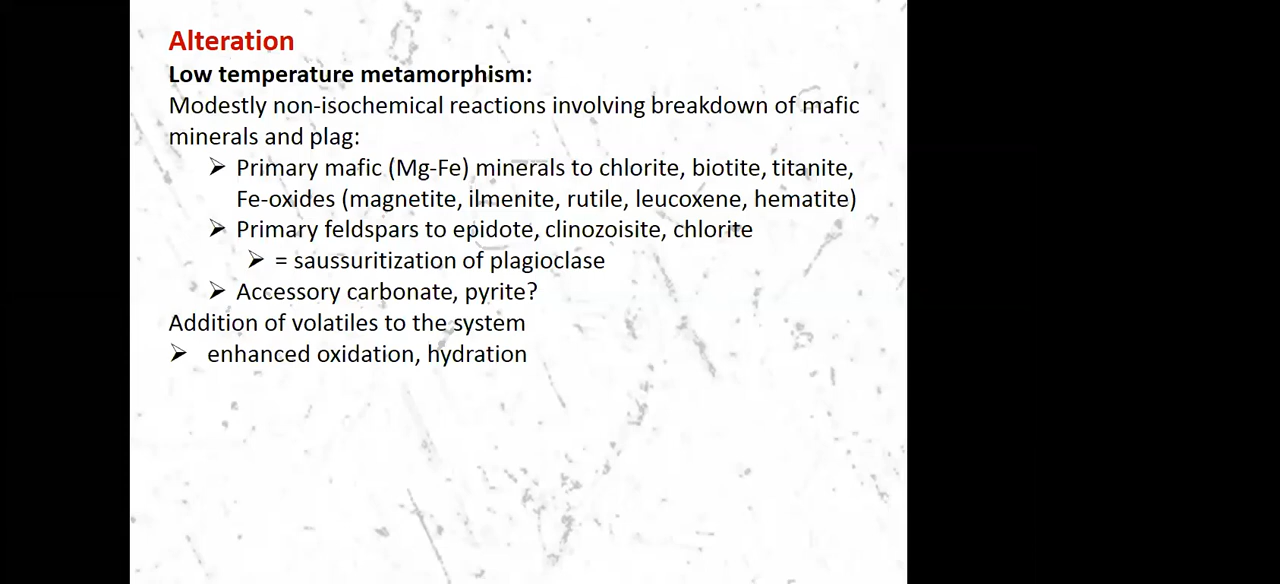 Alteration
Low temperature metamorphism:
Modestly non-isochemical reactions involving breakdown of mafic
minerals and plag:
➢ Primary mafic (Mg-Fe) minerals to chlorite, biotite, titanite,
Fe-oxides (magnetite, ilmenite, rutile, leucoxene, hematite)
➢ Primary feldspars to epidote, clinozoisite, chlorite
➢ = saussuritization of plagioclase
➢ Accessory carbonate, pyrite?
Addition of volatiles to the system
➢ enhanced oxidation, hydration